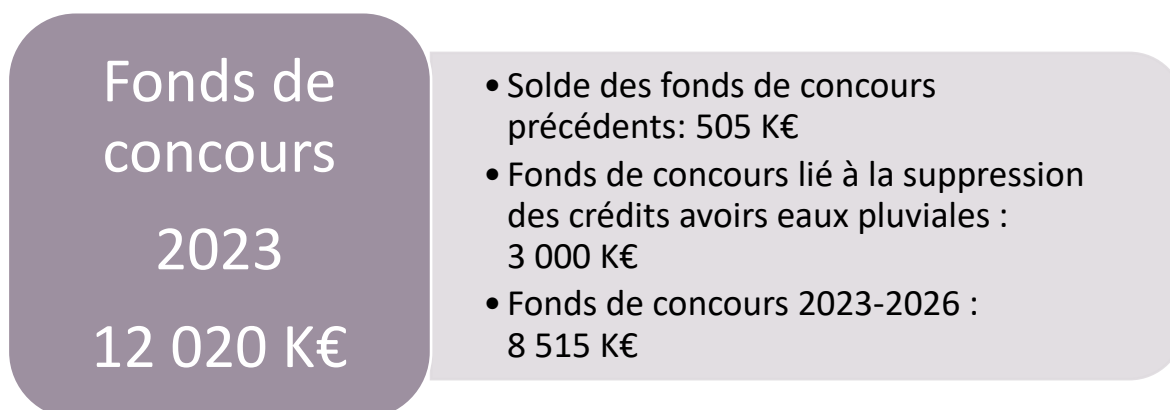 Fonds de
concours
2023
12 020 K€
• Solde des fonds de concours
précédents: 505 K€
• Fonds de concours lié à la suppression
des crédits avoirs eaux pluviales :
3 000 K€
• Fonds de concours 2023-2026 :
8 515 K€